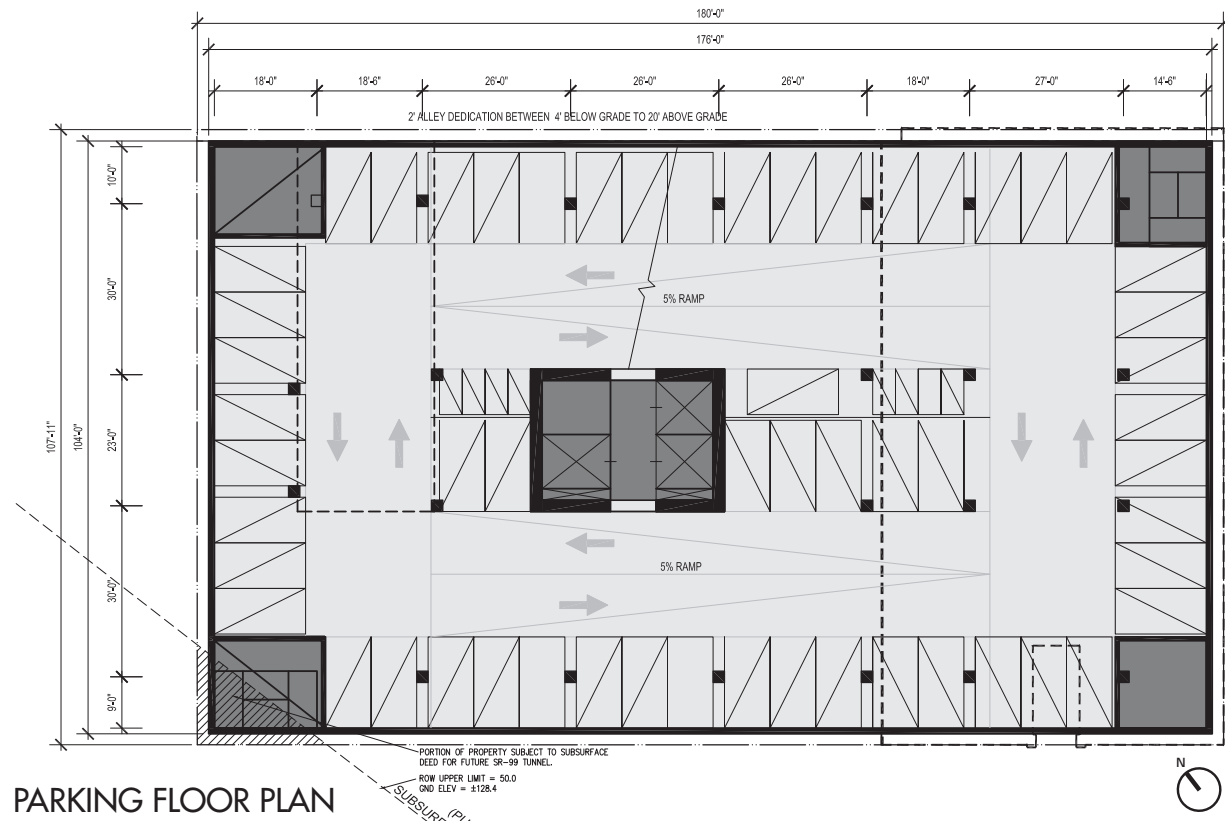 180'-0"
176'-0"
18'-0" 18'-6" 26'-0" 26'-0" 26'-0" 18'-0" 27'-0" 14'-6"
2' ALLEY DEDICATION BETWEEN 4' BELOW GRADE TO 20' ABOVE GRADE
10'-0"
30'-0"
5% RAMP
107'-11"
104'-0"
23'-0"
5% RAMP
30'-0"
9'-0"
PORTION OF PROPERTY SUBJECT TO SUBSURFACE
DEED FOR FUTURE SR-99 TUNNEL.
ROW UPPER LIMIT = 50.0
GND ELEV = ±128.4
N
PARKING FLOOR PLAN